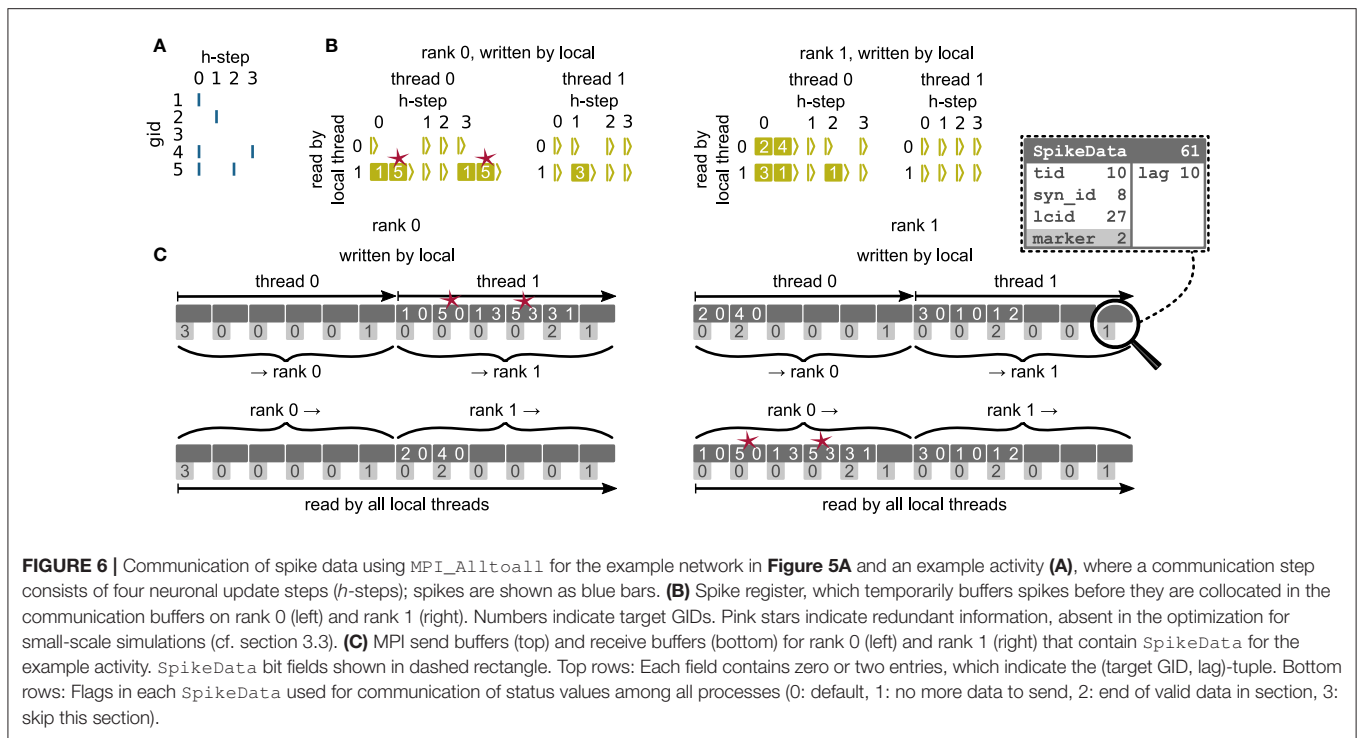 A
h-step
0 1 2 3
gid
1
2
3
4
5
B
rank 0, written by local
thread 0
thread 1
h-step
h-step
0 1 2 3
0 1 2 3
read by
local thread
0
1
1 5
1 5
1
3
rank 0
rank 1, written by local
thread 0
thread 1
h-step
h-step
0 1 2 3
0 1 2 3
0
2 4
0
1
3 1
2
1
rank 1
SpikeData 61
tid 10 lag 10
syn_id 8
lcid 27
marker 2
C
written by local
thread 0
thread 1
1 0 5 0 1 3 5 3 3 1
3 0 0 0 0 1 0 0 0 0 2 1
→ rank 0
→ rank 1
written by local
thread 0
thread 1
2 0 4 0 3 0 1 0 1 2
0 2 0 0 0 1 0 0 2 0 0 1
→ rank 0
→ rank 1
rank 0 →
rank 1 →
2 0 4 0
3 0 0 0 0 1 0 2 0 0 0 1
read by all local threads
rank 0 →
rank 1 →
1 0 5 0 1 3 5 3 3 1 3 0 1 0 1 2
0 0 0 0 2 1 0 0 2 0 0 1
read by all local threads
FIGURE 6 | Communication of spike data using MPI_Alltoall for the example network in Figure 5A and an example activity (A), where a communication step
consists of four neuronal update steps (h-steps); spikes are shown as blue bars. (B) Spike register, which temporarily buffers spikes before they are collocated in the
communication buffers on rank 0 (left) and rank 1 (right). Numbers indicate target GIDs. Pink stars indicate redundant information, absent in the optimization for
small-scale simulations (cf. section 3.3). (C) MPI send buffers (top) and receive buffers (bottom) for rank 0 (left) and rank 1 (right) that contain SpikeData for the
example activity. SpikeData bit fields shown in dashed rectangle. Top rows: Each field contains zero or two entries, which indicate the (target GID, lag)-tuple. Bottom
rows: Flags in each SpikeData used for communication of status values among all processes (0: default, 1: no more data to send, 2: end of valid data in section, 3:
skip this section).